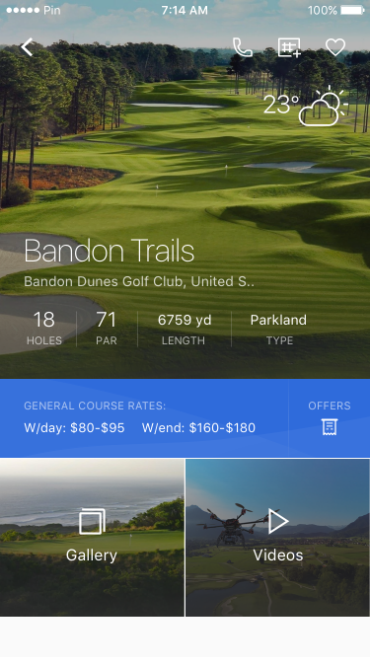 Pin 7:14 AM 100%
23°
Bandon Trails
Bandon Dunes Golf Club, United S..
18 71 6759 yd Parkland
HOLES PAR LENGTH TYPE
GENERAL COURSE RATES: OFFERS
W/day: $80-$95 W/end: $160-$180
Gallery Videos